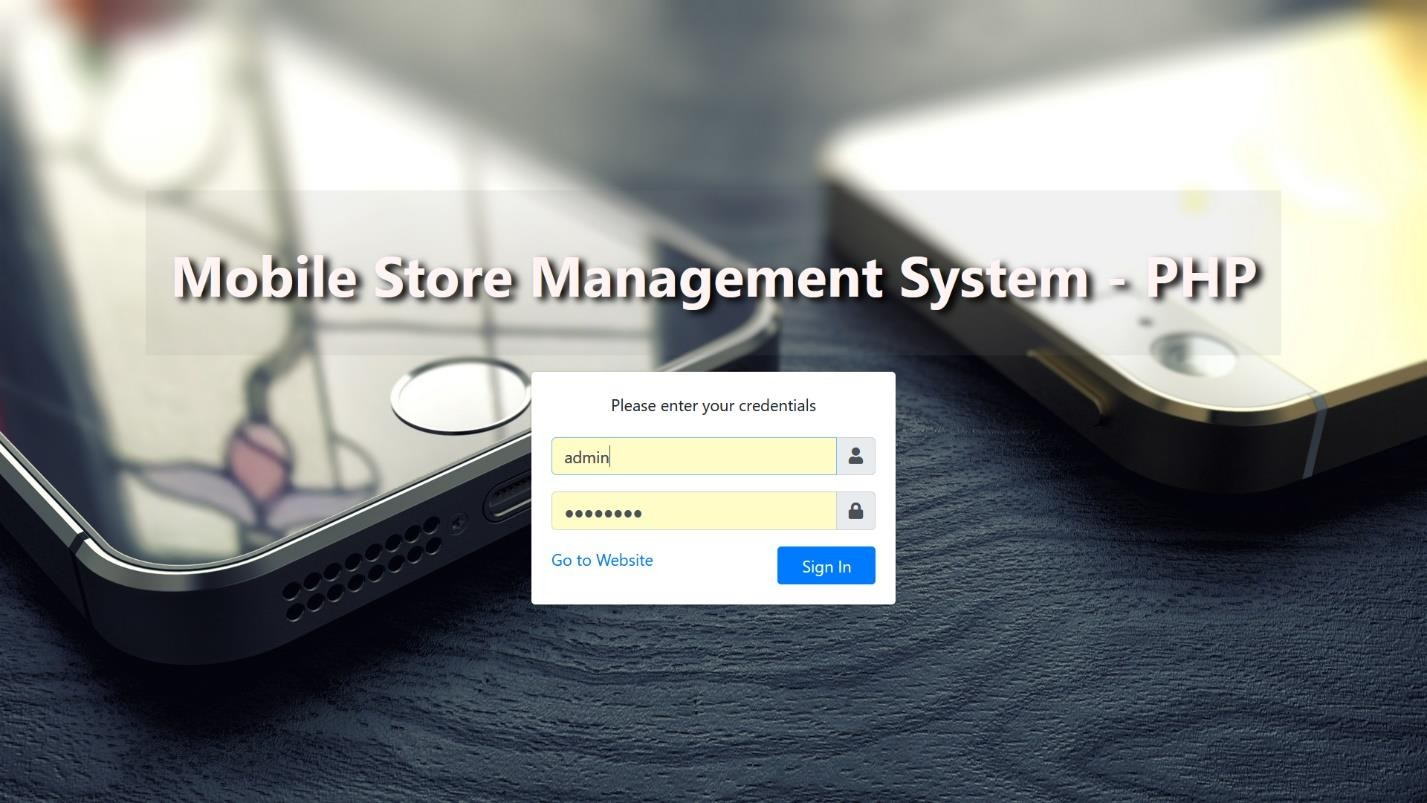 Mobile Store Management System - PHP
Please enter your credentials
admin
••••••••
Go to Website
Sign In